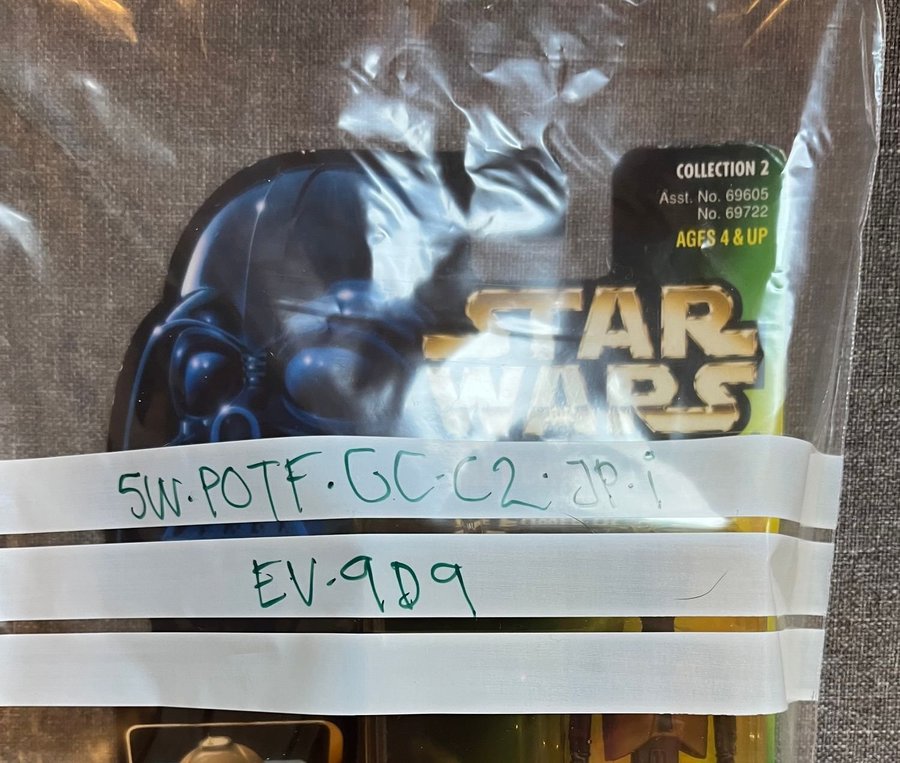 COLLECTION 2
Asst. No. 69605
No. 69722
AGES 4 & UP
STAR
WARS
SW·POTF·GC·C2·JP·i
EV-9D9